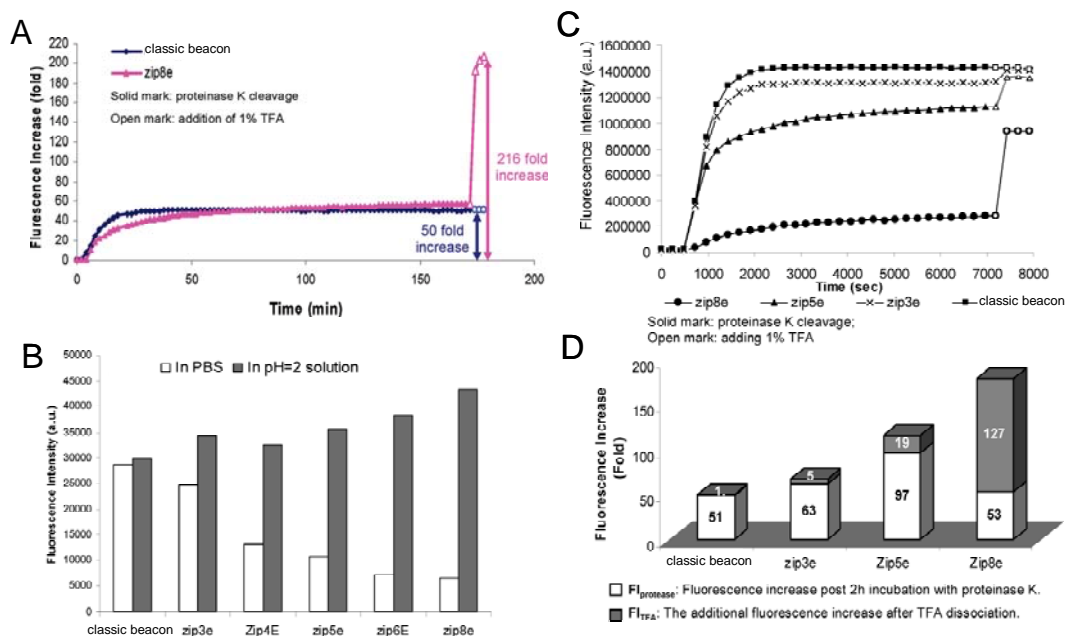 A
Flurescence Increase (fold)
220
200
180
160
140
120
100
80
60
40
20
0
classic beacon
zip8e
Solid mark: proteinase K cleavage
Open mark: addition of 1% TFA
216 fold
increase
50 fold
increase
0
50
100
150
200
Time (min)
C
Fluorescence Intensity (a.u.)
1600000
1400000
1200000
1000000
800000
600000
400000
200000
0
0
1000
2000
3000
4000
5000
6000
7000
8000
Time (sec)
zip8e
zip5e
zip3e
classic beacon
Solid mark: proteinase K cleavage;
Open mark: adding 1% TFA
B
Fluorescence Intensity (a.u.)
50000
45000
40000
35000
30000
25000
20000
15000
10000
5000
0
In PBS
In pH=2 solution
classic beacon
zip3e
Zip4E
zip5e
zip6E
zip8e
D
Fluorescence Increase
(Fold)
200
150
100
50
0
1
51
5
63
19
97
127
53
classic beacon
zip3e
Zip5e
Zip8e
FIprotease: Fluorescence increase post 2h incubation with proteinase K.
FITFA: The additional fluorescence increase after TFA dissociation.